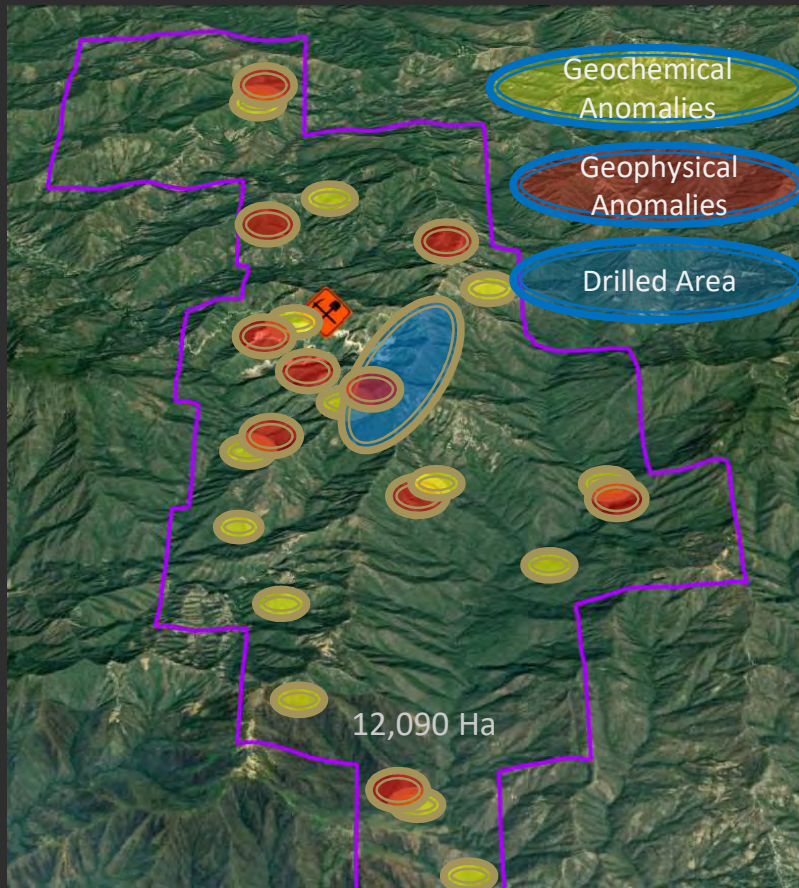 Geochemical
Anomalies
Geophysical
Anomalies
Drilled Area
12,090 Ha